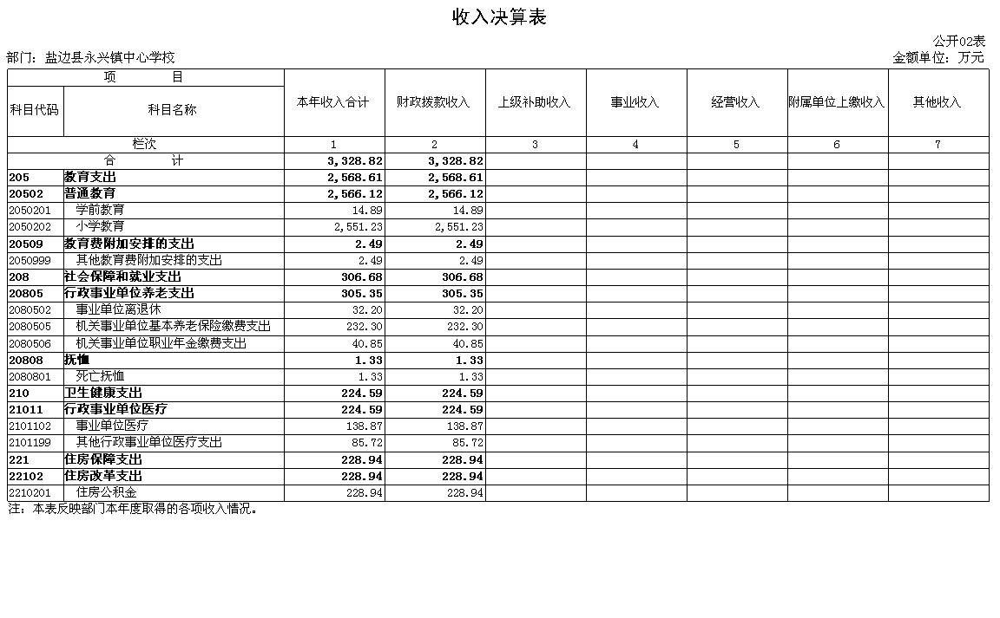 收入决算表
公开02表
部门：盐边县永兴镇中心学校 金额单位：万元
项 目 本年收入合计 财政拨款收入 上级补助收入 事业收入 经营收入 附属单位上缴收入 其他收入
科目代码 科目名称
栏次 1 2 3 4 5 6 7
合 计 3,328.82 3,328.82
205 教育支出 2,568.61 2,568.61
20502 普通教育 2,566.12 2,566.12
2050201 学前教育 14.89 14.89
2050202 小学教育 2,551.23 2,551.23
20509 教育费附加安排的支出 2.49 2.49
2050999 其他教育费附加安排的支出 2.49 2.49
208 社会保障和就业支出 306.68 306.68
20805 行政事业单位养老支出 305.35 305.35
2080502 事业单位离退休 32.20 32.20
2080505 机关事业单位基本养老保险缴费支出 232.30 232.30
2080506 机关事业单位职业年金缴费支出 40.85 40.85
20808 抚恤 1.33 1.33
2080801 死亡抚恤 1.33 1.33
210 卫生健康支出 224.59 224.59
21011 行政事业单位医疗 224.59 224.59
2101102 事业单位医疗 138.87 138.87
2101199 其他行政事业单位医疗支出 85.72 85.72
221 住房保障支出 228.94 228.94
22102 住房改革支出 228.94 228.94
2210201 住房公积金 228.94 228.94
注：本表反映部门本年度取得的各项收入情况。